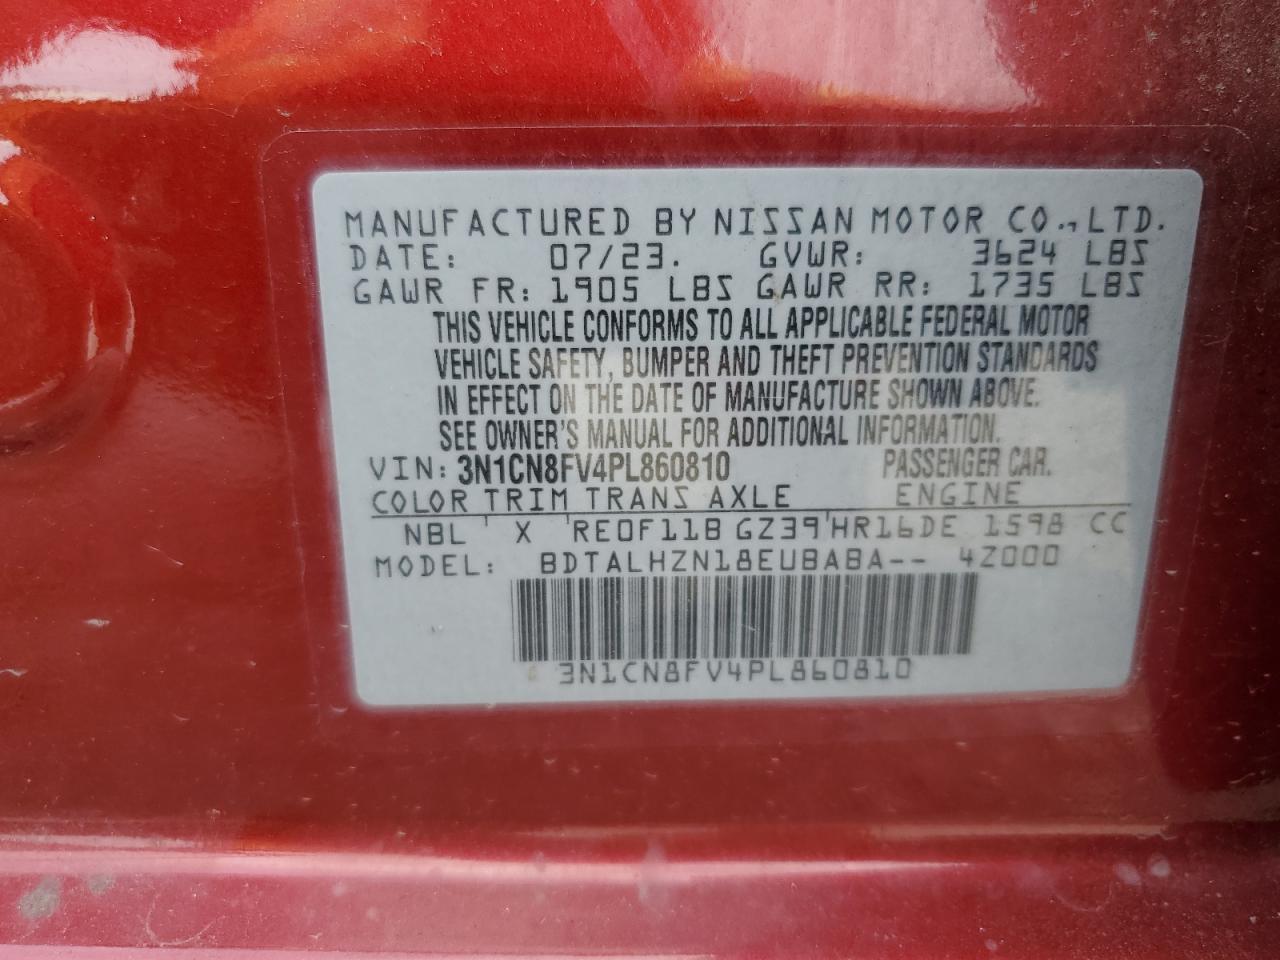 MANUFACTURED BY NISSAN MOTOR CO., LTD.
DATE: 07/23. GVWR: 3624 LBS
GAWR FR: 1905 LBS GAWR RR: 1735 LBS
THIS VEHICLE CONFORMS TO ALL APPLICABLE FEDERAL MOTOR
VEHICLE SAFETY, BUMPER AND THEFT PREVENTION STANDARDS
IN EFFECT ON THE DATE OF MANUFACTURE SHOWN ABOVE.
SEE OWNER'S MANUAL FOR ADDITIONAL INFORMATION.
VIN: 3N1CN8FV4PL860810 PASSENGER CAR.
COLOR TRIM TRANS AXLE ENGINE
NBL ' X 'RE0F11B GZ39'HR16DE 1598 CC
MODEL: BDTALHZN18EUBABA-- 4Z000
3N1CN8FV4PL860810